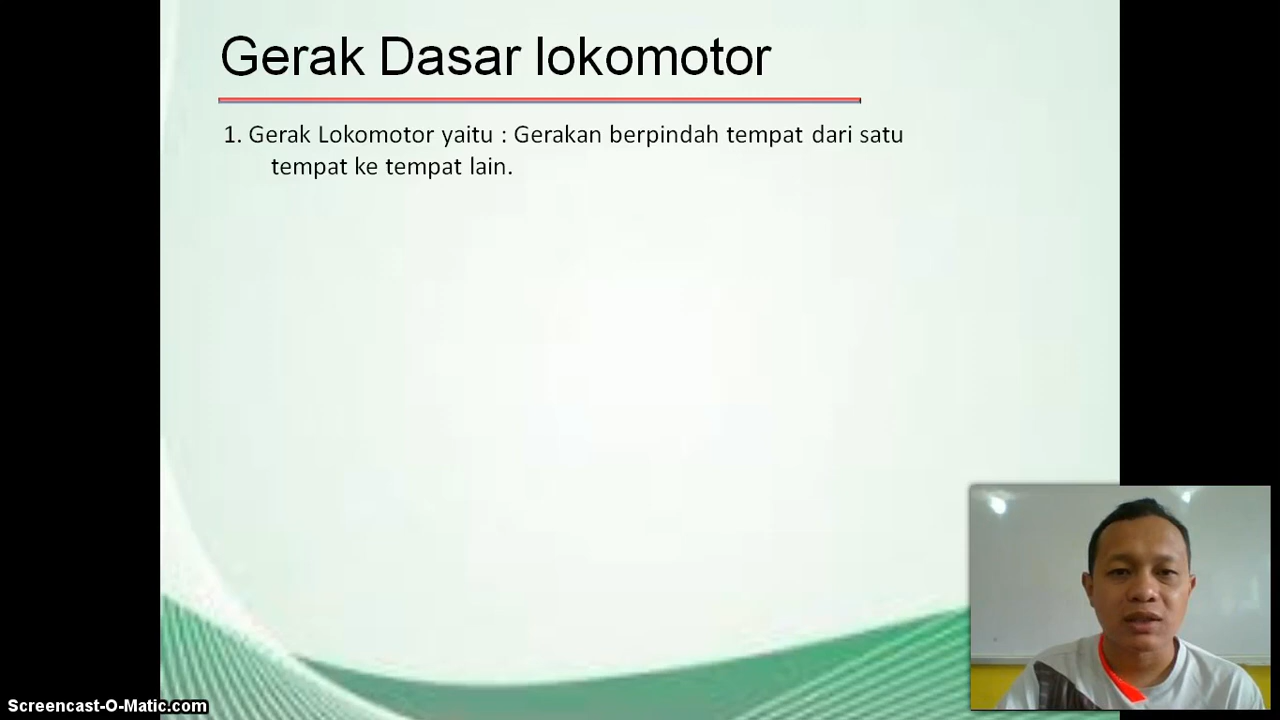 Gerak Dasar lokomotor
1. Gerak Lokomotor yaitu : Gerakan berpindah tempat dari satu
tempat ke tempat lain.
Screencast-O-Matic.com